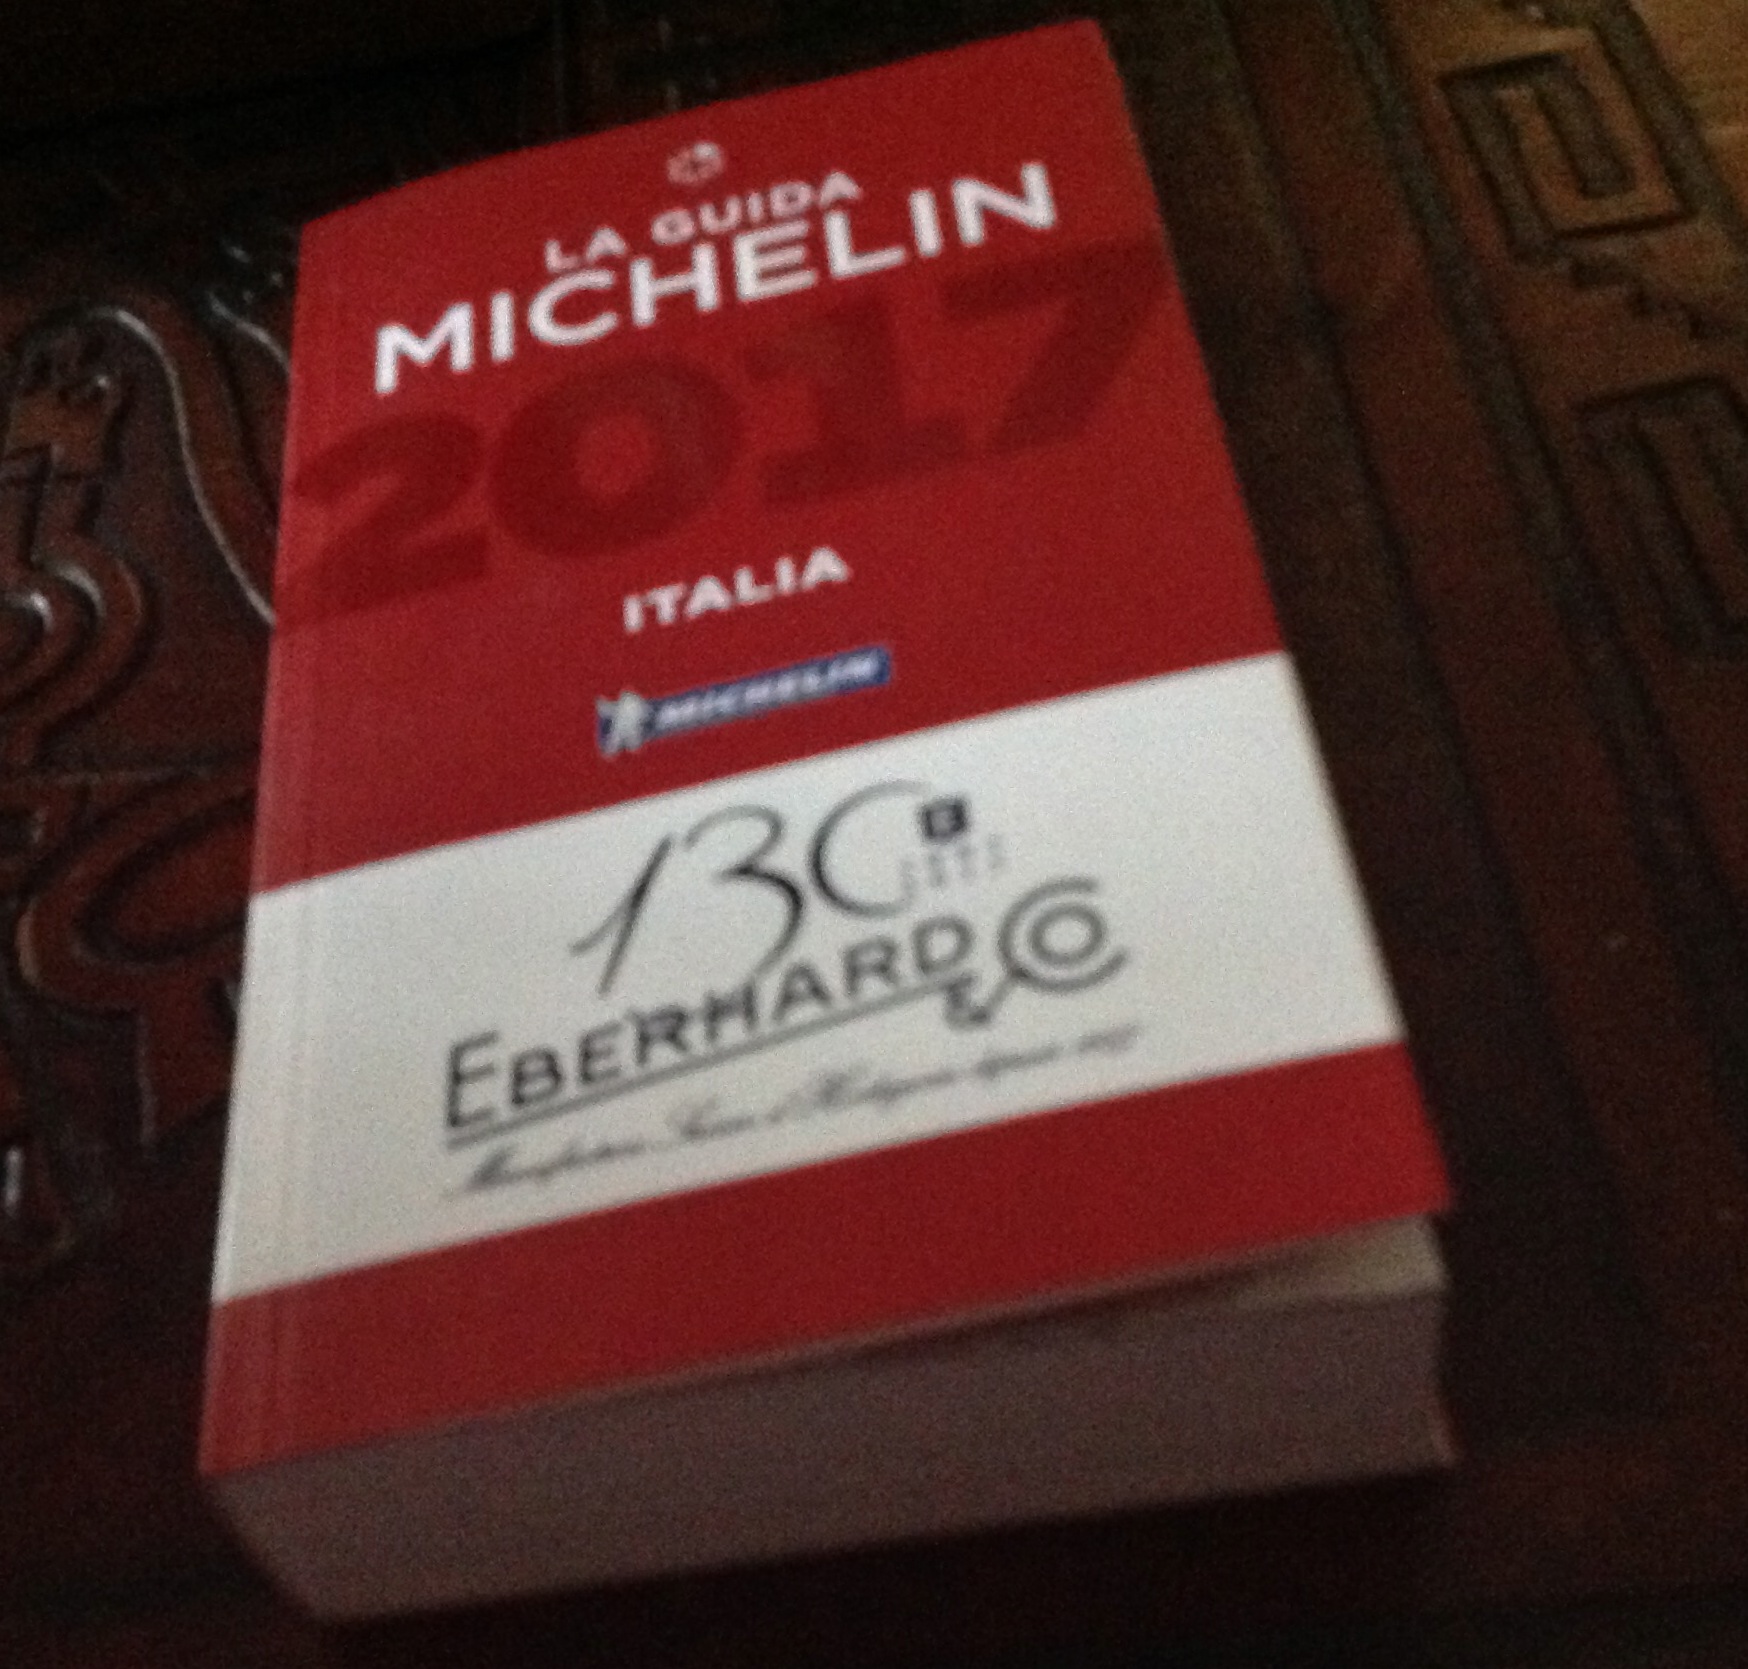 LA GUIDA
MICHELIN
2017
ITALIA
MICHELIN
130
EBERHARD & CO